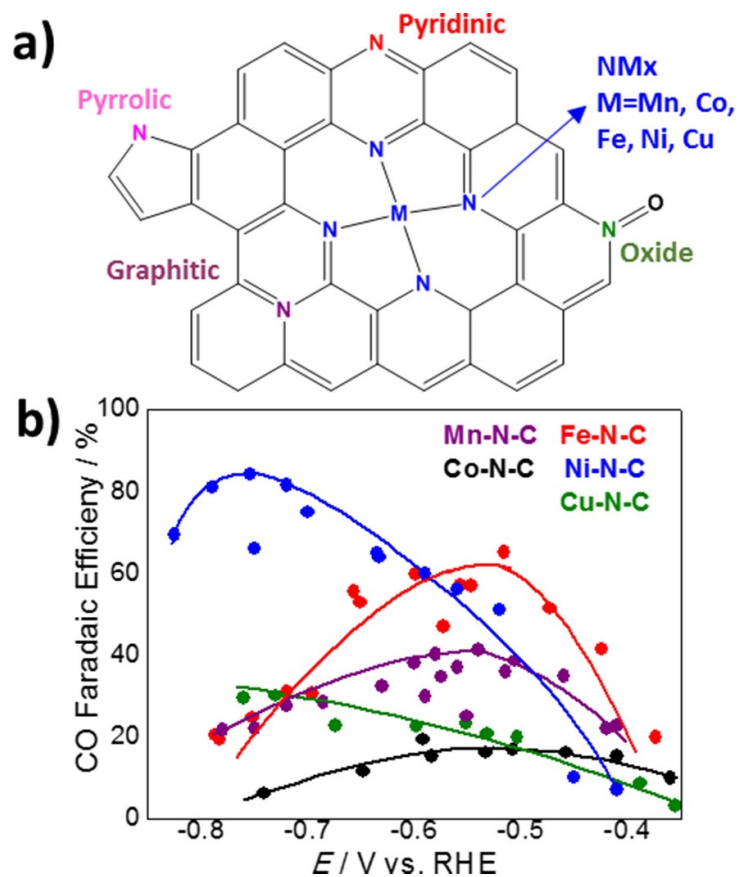 a)
Pyridinic
N
NMx
M=Mn, Co,
Fe, Ni, Cu
Pyrrolic
N
N
M
N
N
O
N
Oxide
Graphitic
N
N
b)
100
80
60
40
20
0
CO Faradaic Efficieny / %
Mn-N-C Fe-N-C
Co-N-C Ni-N-C
Cu-N-C
-0.8 -0.7 -0.6 -0.5 -0.4
E / V vs. RHE